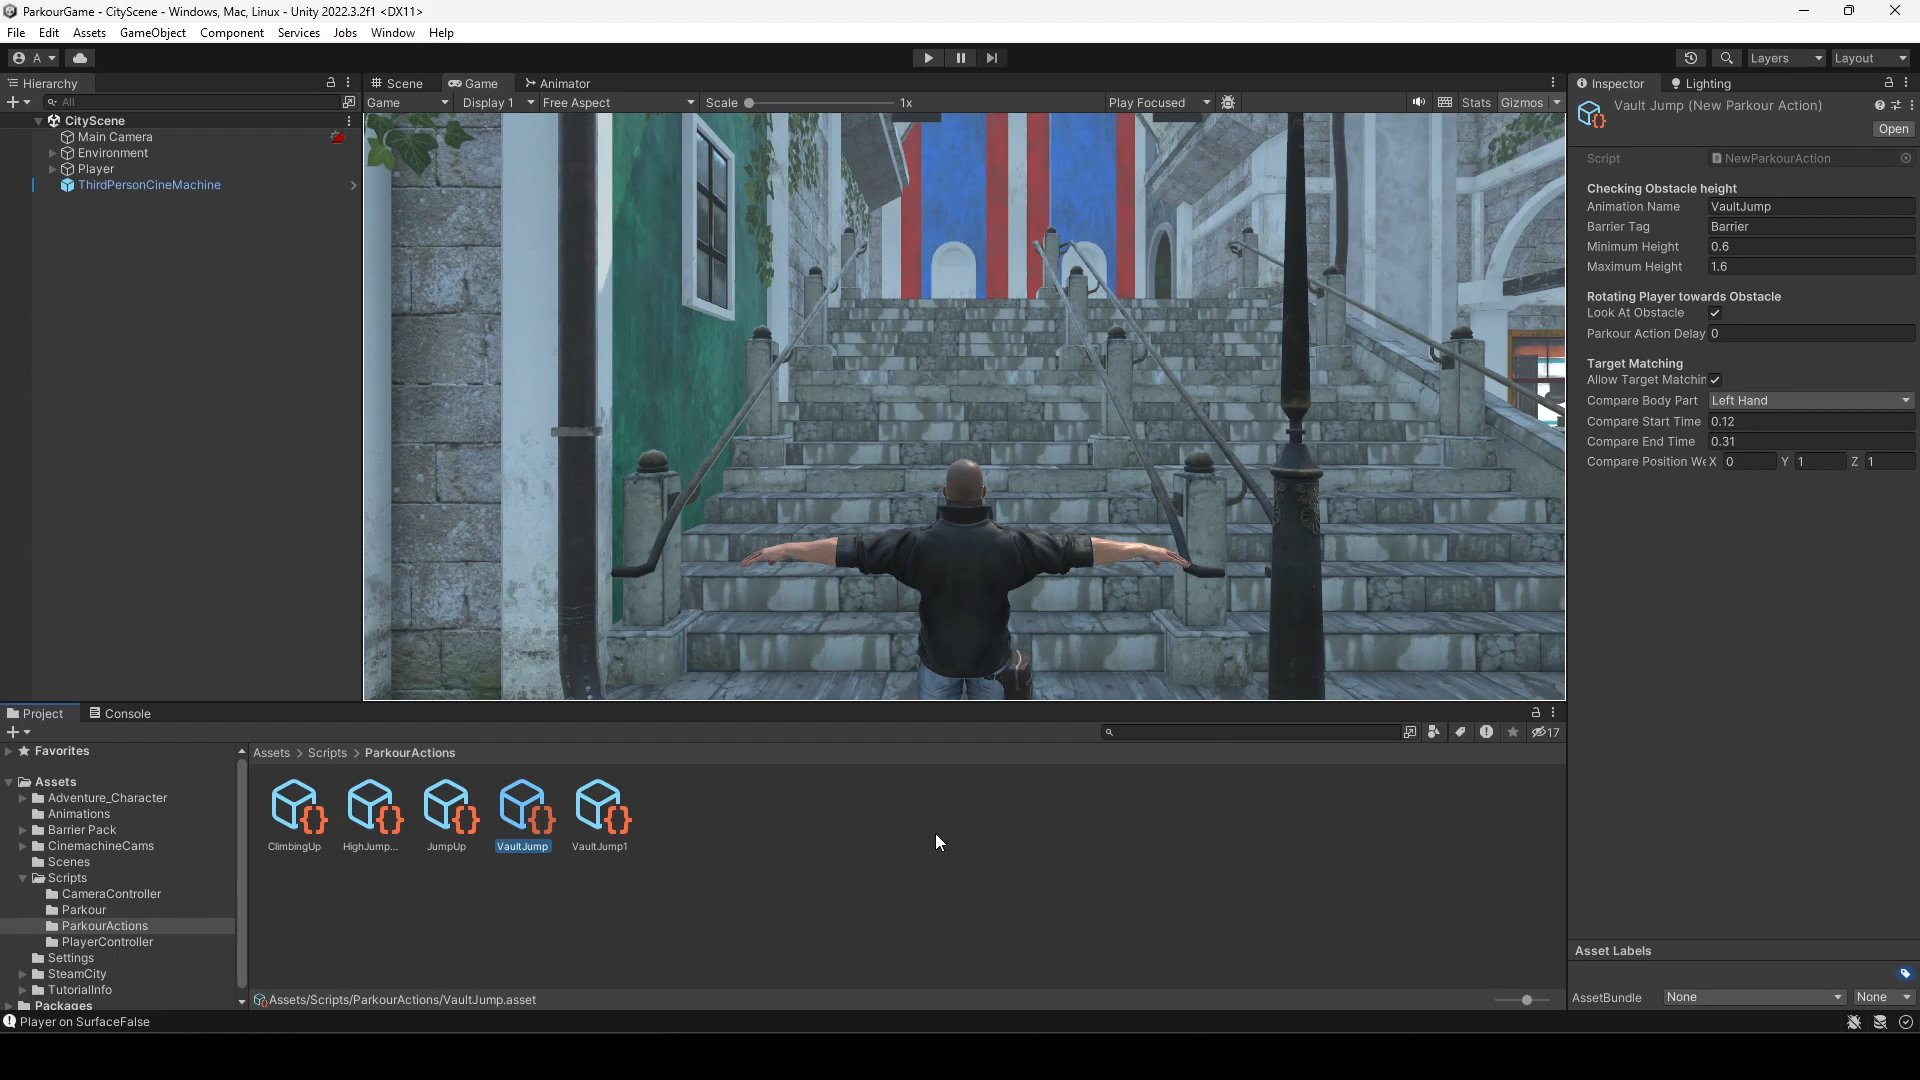 ParkourGame - CityScene - Windows, Mac, Linux - Unity 2022.3.2f1 <DX11>
File Edit Assets GameObject Component Services Jobs Window Help
A Layers Layout
Hierarchy
All
CityScene
Main Camera
Environment
Player
ThirdPersonCineMachine
Scene Game Animator
Game Display 1 Free Aspect Scale 1x Play Focused Stats Gizmos
Inspector Lighting
Vault Jump (New Parkour Action)
Open
Script NewParkourAction
Checking Obstacle height
Animation Name VaultJump
Barrier Tag Barrier
Minimum Height 0.6
Maximum Height 1.6
Rotating Player towards Obstacle
Look At Obstacle
Parkour Action Delay 0
Target Matching
Allow Target Matchin
Compare Body Part Left Hand
Compare Start Time 0.12
Compare End Time 0.31
Compare Position We X 0 Y 1 Z 1
Project Console
17
Favorites
Assets
Adventure_Character
Animations
Barrier Pack
CinemachineCams
Scenes
Scripts
CameraController
Parkour
ParkourActions
PlayerController
Settings
SteamCity
TutorialInfo
Packages
Assets > Scripts > ParkourActions
ClimbingUp HighJump... JumpUp VaultJump VaultJump1
Assets/Scripts/ParkourActions/VaultJump.asset
Asset Labels
AssetBundle None None
Player on SurfaceFalse